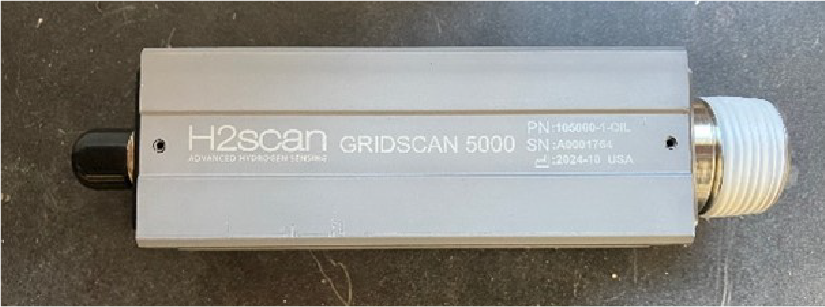 H2scan
ADVANCED HYDROGEN SENSING
GRIDSCAN 5000
PN:105000-1-OIL
SN:A0001764
:2024-10 USA